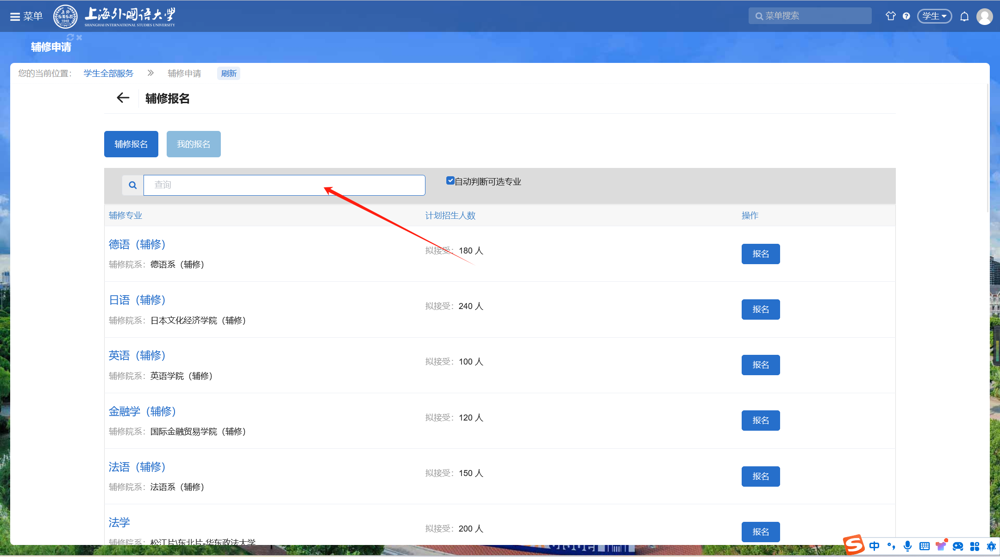 菜单
上外
SISU
1949
上海外国语大学
SHANGHAI INTERNATIONAL STUDIES UNIVERSITY
菜单搜索
学生
辅修申请
您的当前位置： 学生全部服务 辅修申请 刷新
辅修报名
辅修报名 我的报名
查询 自动判断可选专业
辅修专业 计划招生人数 操作
德语（辅修）
辅修院系：德语系（辅修）
拟接受：180 人
报名
日语（辅修）
辅修院系：日本文化经济学院（辅修）
拟接受：240 人
报名
英语（辅修）
辅修院系：英语学院（辅修）
拟接受：100 人
报名
金融学（辅修）
辅修院系：国际金融贸易学院（辅修）
拟接受：120 人
报名
法语（辅修）
辅修院系：法语系（辅修）
拟接受：150 人
报名
法学
辅修院系：松江片\东北片-华东政法大学
拟接受：200 人
报名
中